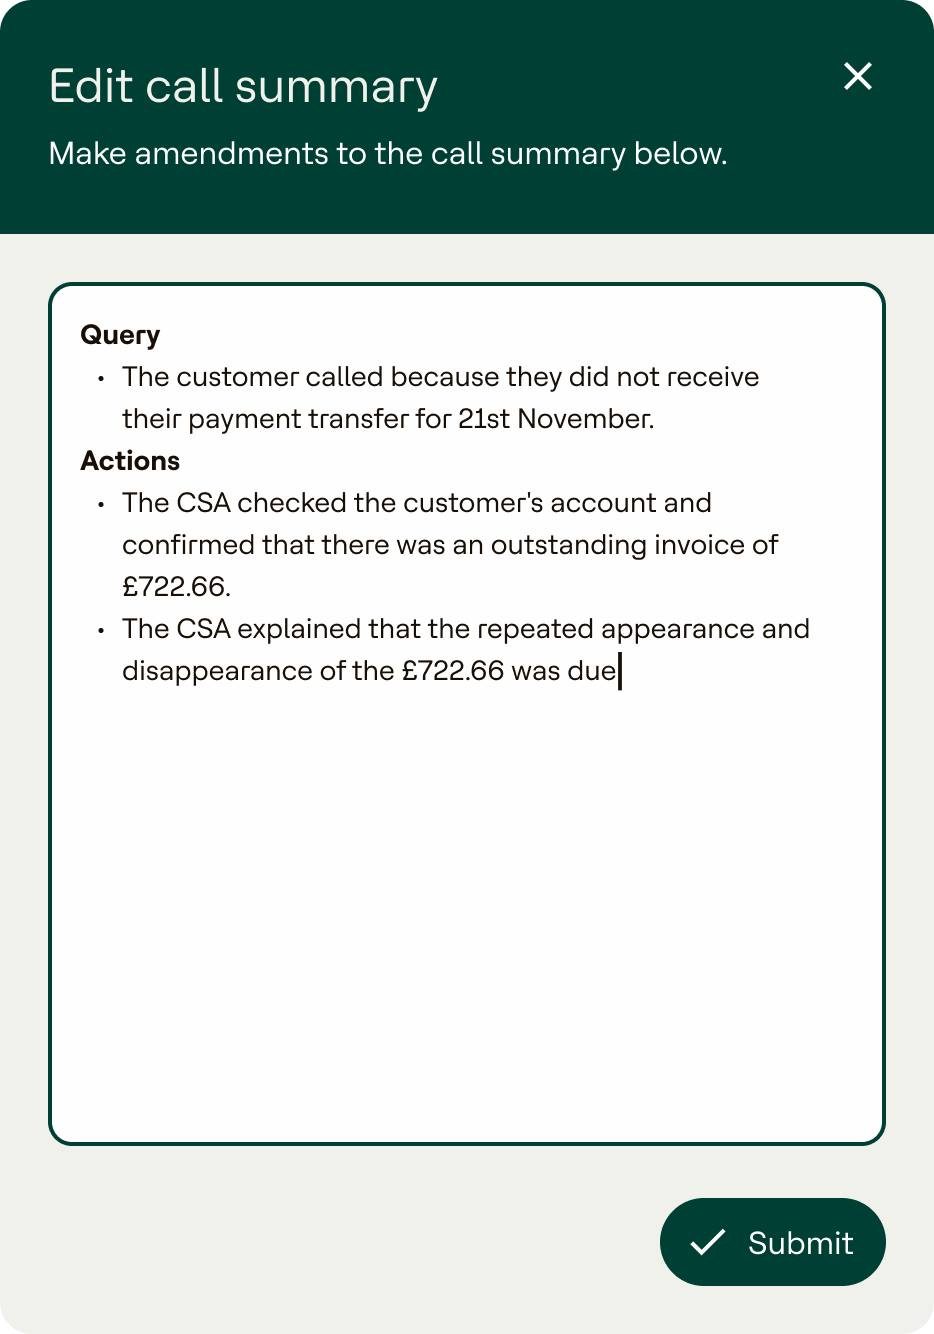 Edit call summary
Make amendments to the call summary below.
Query
• The customer called because they did not receive
their payment transfer for 21st November.
Actions
• The CSA checked the customer's account and
confirmed that there was an outstanding invoice of
£722.66.
• The CSA explained that the repeated appearance and
disappearance of the £722.66 was due
Submit